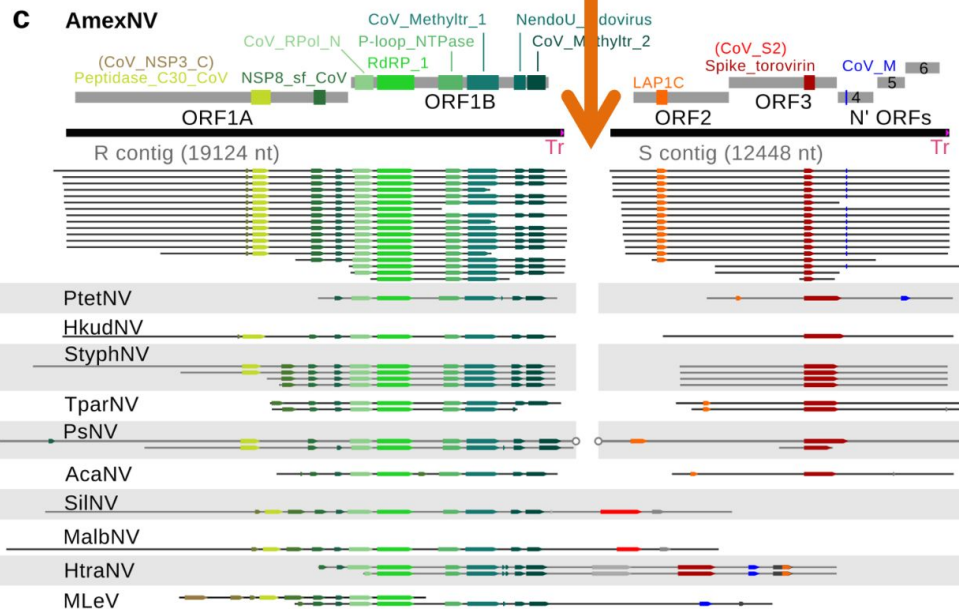 c AmexNV
CoV_Methyltr_1 NendoU_ dovirus
CoV_RPol_N P-loop_NTPase CoV_M thyltr_2
(CoV_NSP3_C) RdRP_1 (CoV_S2)
Peptidase_C30_CoV NSP8_sf_CoV Spike_torovirin CoV_M 6
LAP1C 5
ORF1A ORF1B ORF2 ORF3 4 N' ORFs
Tr Tr
R contig (19124 nt) S contig (12448 nt)
PtetNV
HkudNV
StyphNV
TparNV
PsNV
AcaNV
SilNV
MalbNV
HtraNV
MLeV